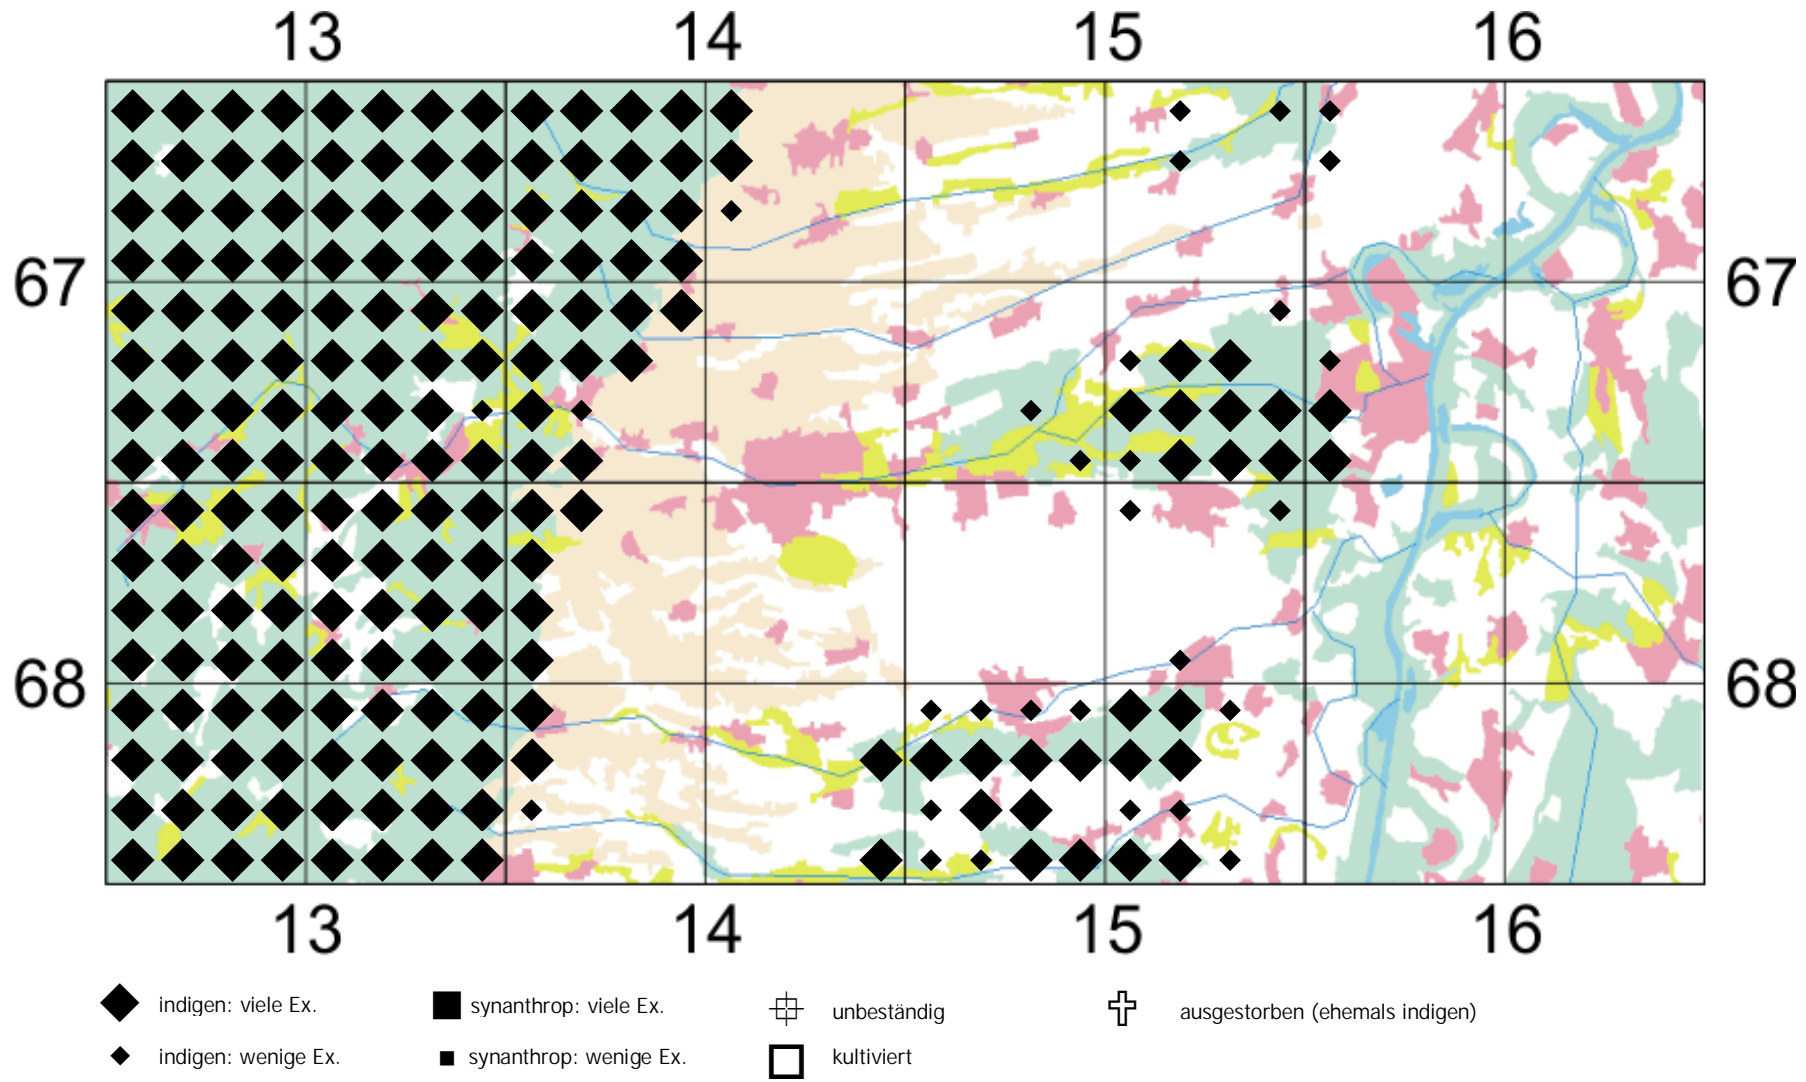 13 14 15 16
67 67
68 68
13 14 15 16
indigen: viele Ex. synanthrop: viele Ex. unbeständig ausgestorben (ehemals indigen)
indigen: wenige Ex. synanthrop: wenige Ex. kultiviert